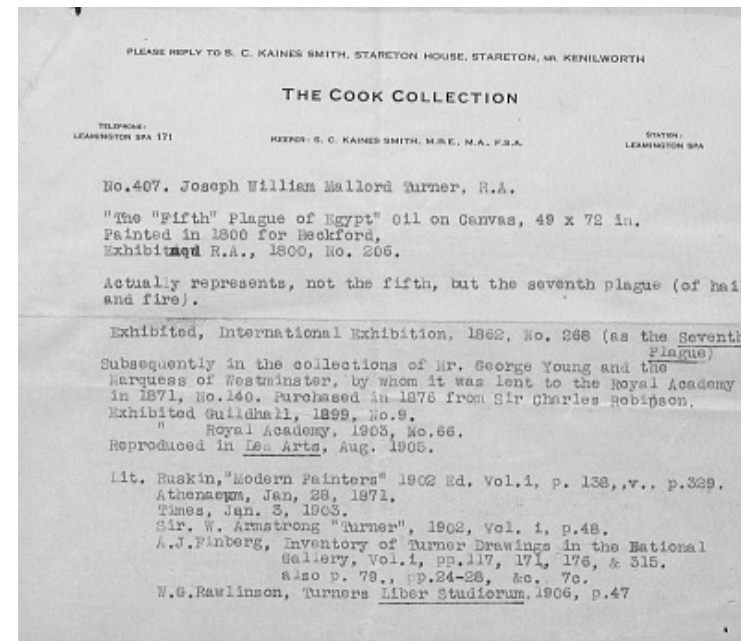 PLEASE REPLY TO S. C. KAINES SMITH, STARETON HOUSE, STARETON, NR. KENILWORTH
THE COOK COLLECTION
TELEPHONE:
LEAMINGTON SPA 171
KEEPER: S. C. KAINES SMITH, M.B.E., M.A., F.S.A.
STATION:
LEAMINGTON SPA
No.407. Joseph William Mallord Turner, R.A.
"The "Fifth" Plague of Egypt" Oil on Canvas, 49 x 72 in.
Painted in 1800 for Beckford,
Exhibited R.A., 1800, No. 206.
Actually represents, not the fifth, but the seventh plague (of hai
and fire).
Exhibited, International Exhibition, 1862, No. 268 (as the Seventh
Plague)
Subsequently in the collections of Mr. George Young and the
Marquess of Westminster, by whom it was lent to the Royal Academy
in 1871, No.140. Purchased in 1876 from Sir Charles Robinson.
Exhibited Guildhall, 1899, No.9.
" Royal Academy, 1903, No.66.
Reproduced in Les Arts, Aug. 1905.
Lit. Ruskin,"Modern Painters" 1902 Ed. Vol.i, p. 138,,v., p.329.
Athenaeum, Jan, 28, 1871.
Times, Jan. 3, 1903.
Sir. W. Armstrong "Turner", 1902, Vol. i, p.48.
A.J.Finberg, Inventory of Turner Drawings in the National
Gallery, Vol.i, pp.117, 171, 176, & 315.
also p. 79., pp.24-28, &c. 7c.
W.G.Rawlinson, Turners Liber Studiorum,1906, p.47